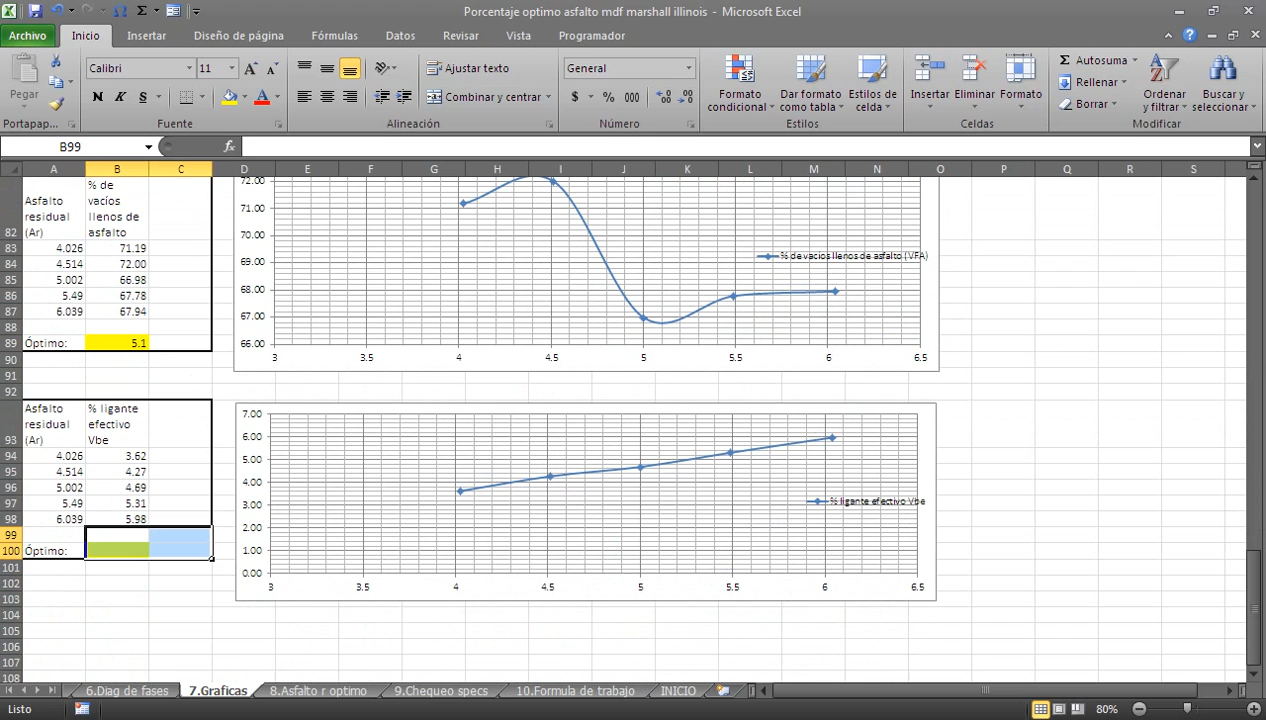 Porcentaje optimo asfalto mdf marshall illinois - Microsoft Excel
Archivo Inicio Insertar Diseño de página Fórmulas Datos Revisar Vista Programador
Pegar
Calibri 11
N K S
Ajustar texto
Combinar y centrar
General
$ % 000
Formato condicional
Dar formato como tabla
Estilos de celda
Insertar Eliminar Formato
Autosuma
Rellenar
Borrar
Ordenar y filtrar
Buscar y seleccionar
Portapap... Fuente Alineación Número Estilos Celdas Modificar
B99 fx
A B C D E F G H I J K L M N O P Q R S
82 Asfalto residual (Ar) % de vacíos llenos de asfalto
83 4.026 71.19
84 4.514 72.00
85 5.002 66.98
86 5.49 67.78
87 6.039 67.94
88
89 Óptimo: 5.1
90
91
92
72.00
71.00
70.00
69.00
68.00
67.00
66.00
3 3.5 4 4.5 5 5.5 6 6.5
% de vacios llenos de asfalto (VFA)
93 Asfalto residual (Ar) % ligante efectivo Vbe
94 4.026 3.62
95 4.514 4.27
96 5.002 4.69
97 5.49 5.31
98 6.039 5.98
99
100 Óptimo:
101
102
103
104
105
106
107
108
7.00
6.00
5.00
4.00
3.00
2.00
1.00
0.00
3 3.5 4 4.5 5 5.5 6 6.5
% ligante efectivo Vbe
6.Diag de fases 7.Graficas 8.Asfalto r optimo 9.Chequeo specs 10.Formula de trabajo INICIO
Listo 80%